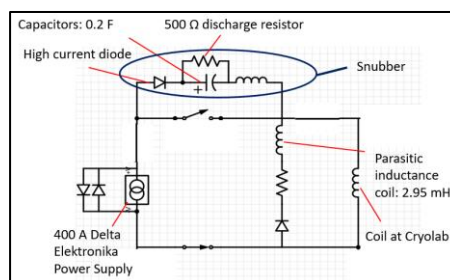 Capacitors: 0.2 F
500 Ω discharge resistor
High current diode
+
Snubber
Parasitic
inductance
coil: 2.95 mH
400 A Delta
Elektronika
Power Supply
Coil at Cryolab